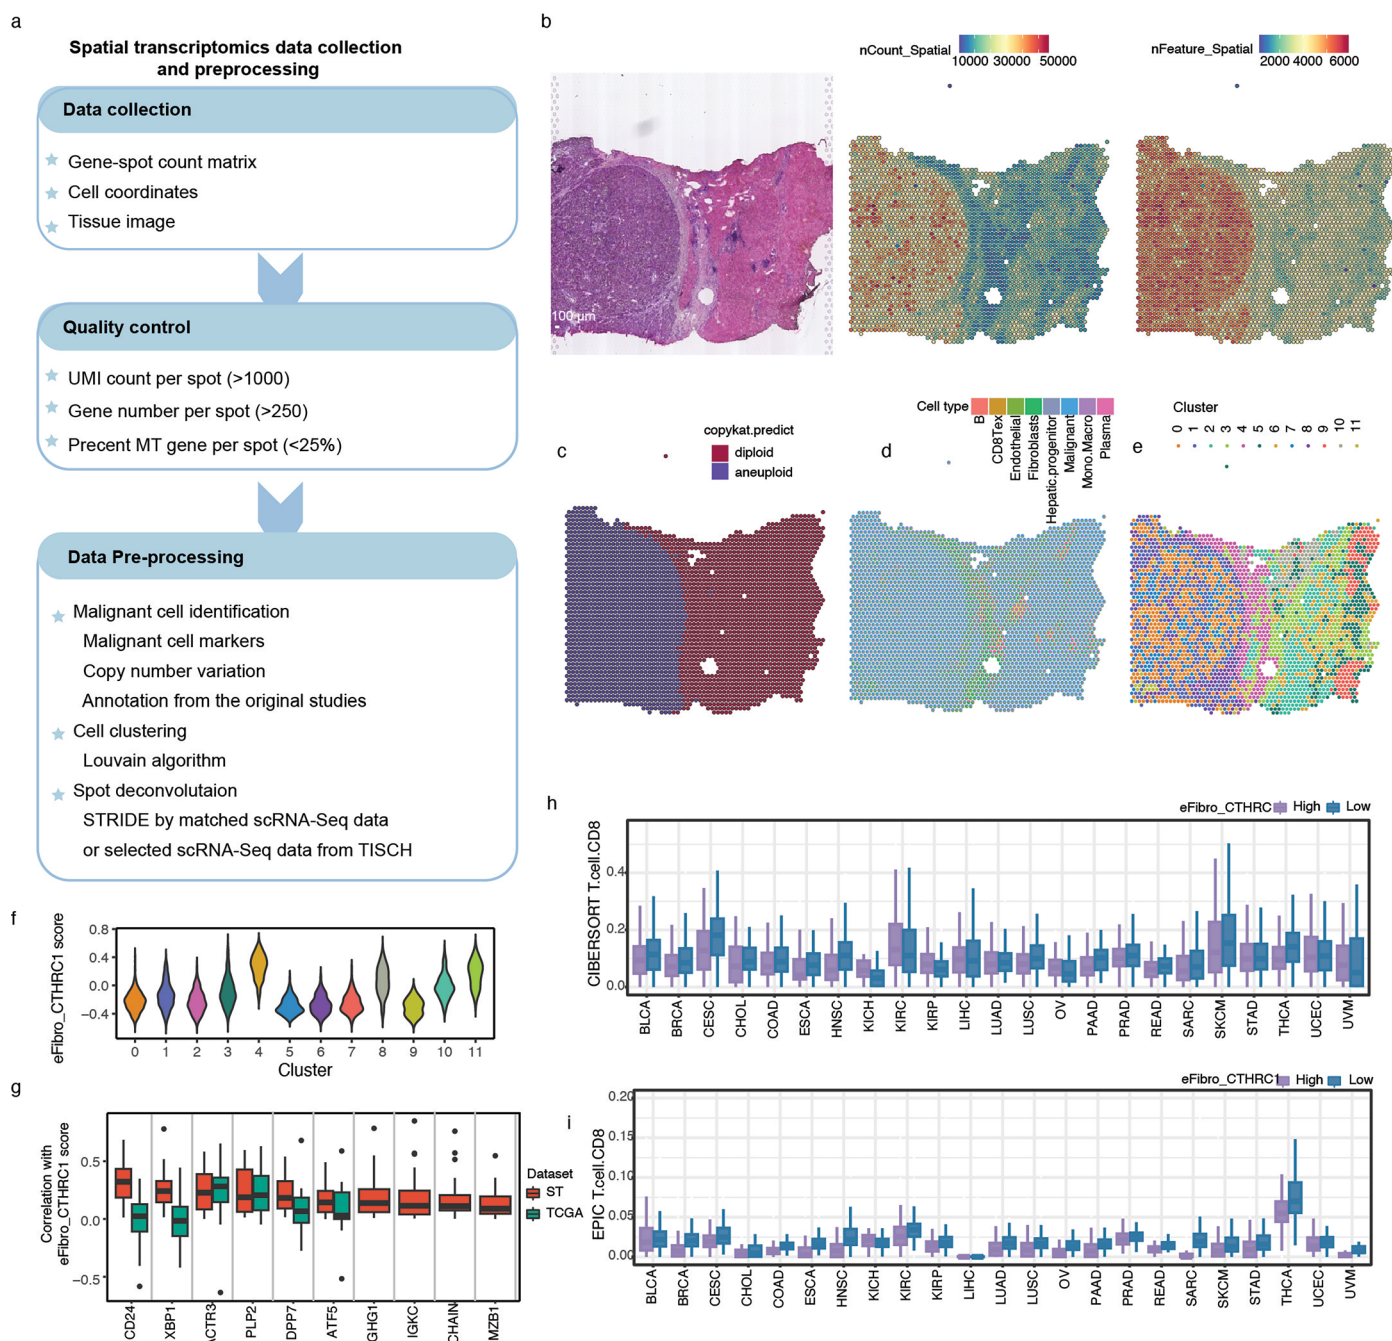 a
Spatial transcriptomics data collection
and preprocessing
Data collection
Gene-spot count matrix
Cell coordinates
Tissue image
Quality control
UMI count per spot (>1000)
Gene number per spot (>250)
Precent MT gene per spot (<25%)
Data Pre-processing
Malignant cell identification
Malignant cell markers
Copy number variation
Annotation from the original studies
Cell clustering
Louvain algorithm
Spot deconvolutaion
STRIDE by matched scRNA-Seq data
or selected scRNA-Seq data from TISCH
b
100 μm
nCount_Spatial
10000 30000 50000
nFeature_Spatial
2000 4000 6000
c
copykat.predict
diploid
aneuploid
d
Cell type
B
CD8Tex
Endothelial
Fibroblasts
Hepatic.progenitor
Malignant
Mono.Macro
Plasma
e
Cluster
0 1 2 3 4 5 6 7 8 9 10 11
f
eFibro_CTHRC1 score
0.8
0.4
0.0
−0.4
0 1 2 3 4 5 6 7 8 9 10 11
Cluster
g
Correlation with
eFibro_CTHRC1 score
0.5
0.0
−0.5
CD24 XBP1 ACTR3 PLP2 DPP7 ATF5 GHG1 IGKC CHAIN MZB1
Dataset
ST
TCGA
h
eFibro_CTHRC High Low
CIBERSORT T.cell.CD8
0.4
0.2
0.0
BLCA BRCA CESC CHOL COAD ESCA HNSC KICH KIRC KIRP LIHC LUAD LUSC OV PAAD PRAD READ SARC SKCM STAD THCA UCEC UVM
i
eFibro_CTHRC1 High Low
EPIC T.cell.CD8
0.20
0.15
0.10
0.05
0.00
BLCA BRCA CESC CHOL COAD ESCA HNSC KICH KIRC KIRP LIHC LUAD LUSC OV PAAD PRAD READ SARC SKCM STAD THCA UCEC UVM